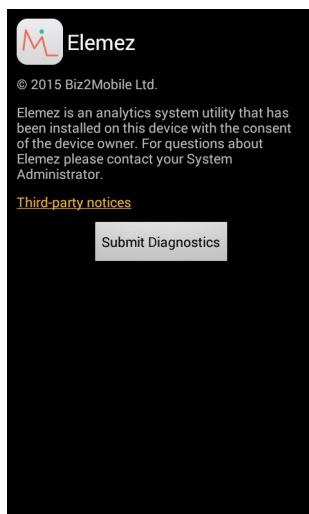 Elemez
© 2015 Biz2Mobile Ltd.
Elemez is an analytics system utility that has
been installed on this device with the consent
of the device owner. For questions about
Elemez please contact your System
Administrator.
Third-party notices
Submit Diagnostics